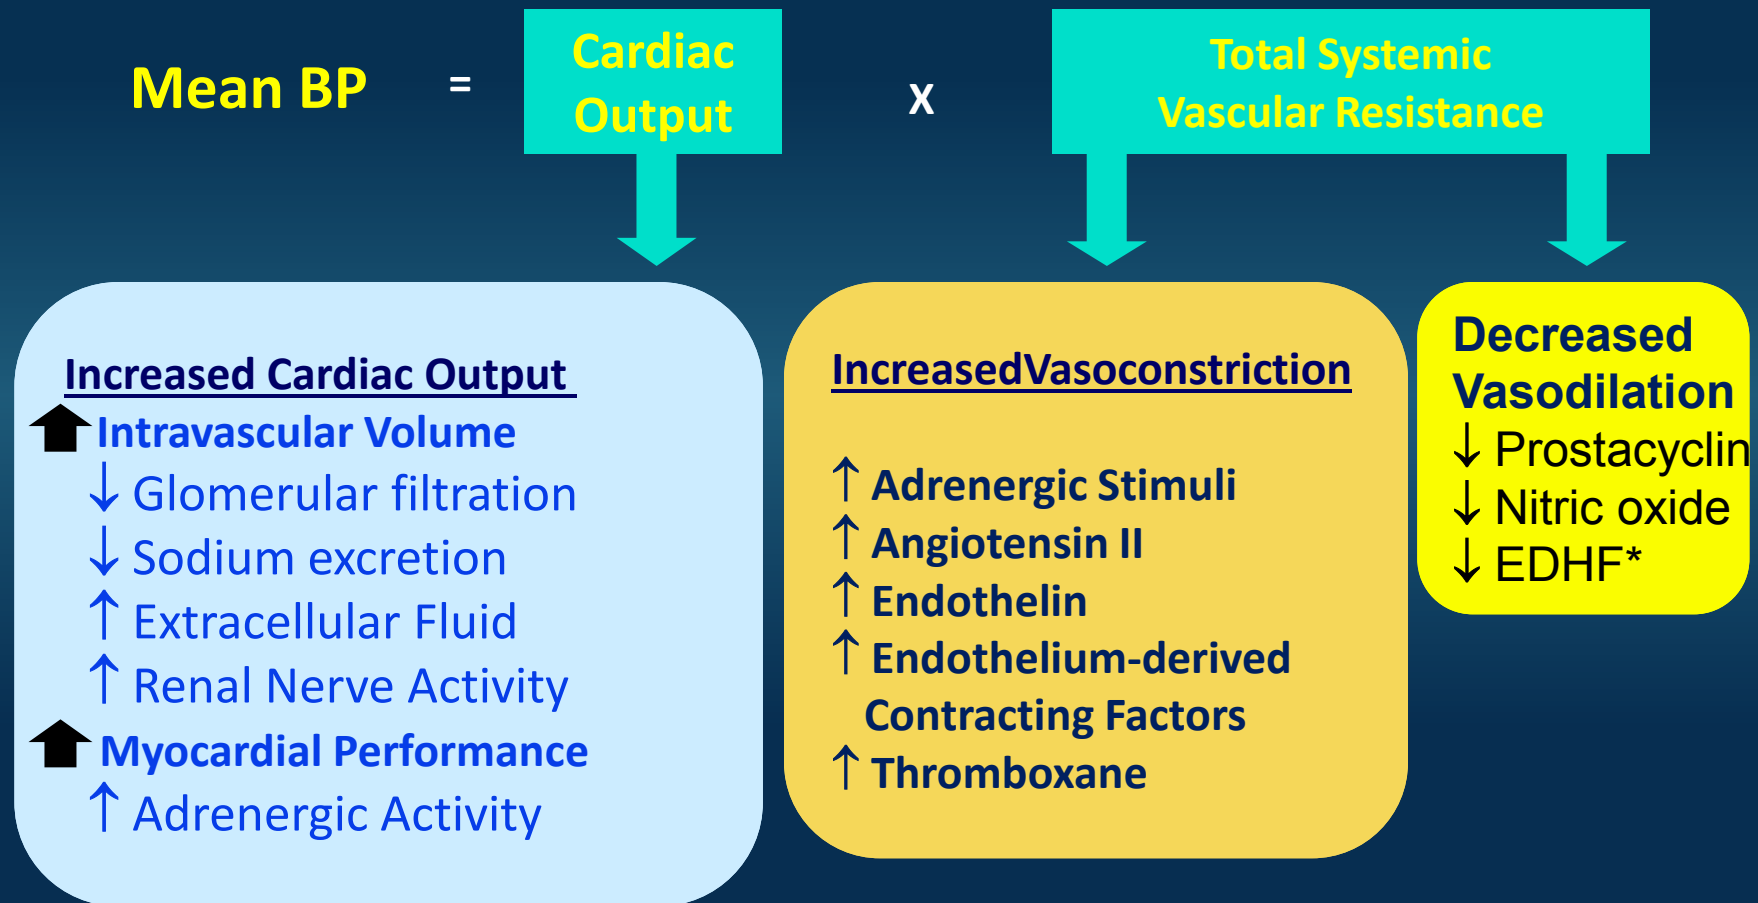 Mean BP = Cardiac Output X Total Systemic Vascular Resistance
Increased Cardiac Output
Intravascular Volume
↓ Glomerular filtration
↓ Sodium excretion
↑ Extracellular Fluid
↑ Renal Nerve Activity
Myocardial Performance
↑ Adrenergic Activity
IncreasedVasoconstriction
↑ Adrenergic Stimuli
↑ Angiotensin II
↑ Endothelin
↑ Endothelium-derived
Contracting Factors
↑ Thromboxane
Decreased
Vasodilation
↓ Prostacyclin
↓ Nitric oxide
↓ EDHF*